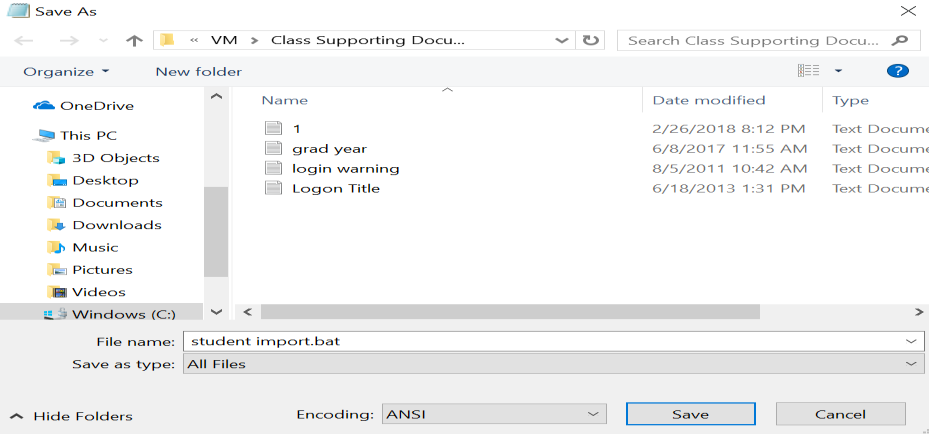 Save As
« VM > Class Supporting Docu... Search Class Supporting Docu...
Organize New folder ?
OneDrive
This PC
3D Objects
Desktop
Documents
Downloads
Music
Pictures
Videos
Windows (C:)
Name Date modified Type
1 2/26/2018 8:12 PM Text Docume
grad year 6/8/2017 11:55 AM Text Docume
login warning 8/5/2011 10:42 AM Text Docume
Logon Title 6/18/2013 1:31 PM Text Docume
File name: student import.bat
Save as type: All Files
Hide Folders Encoding: ANSI Save Cancel